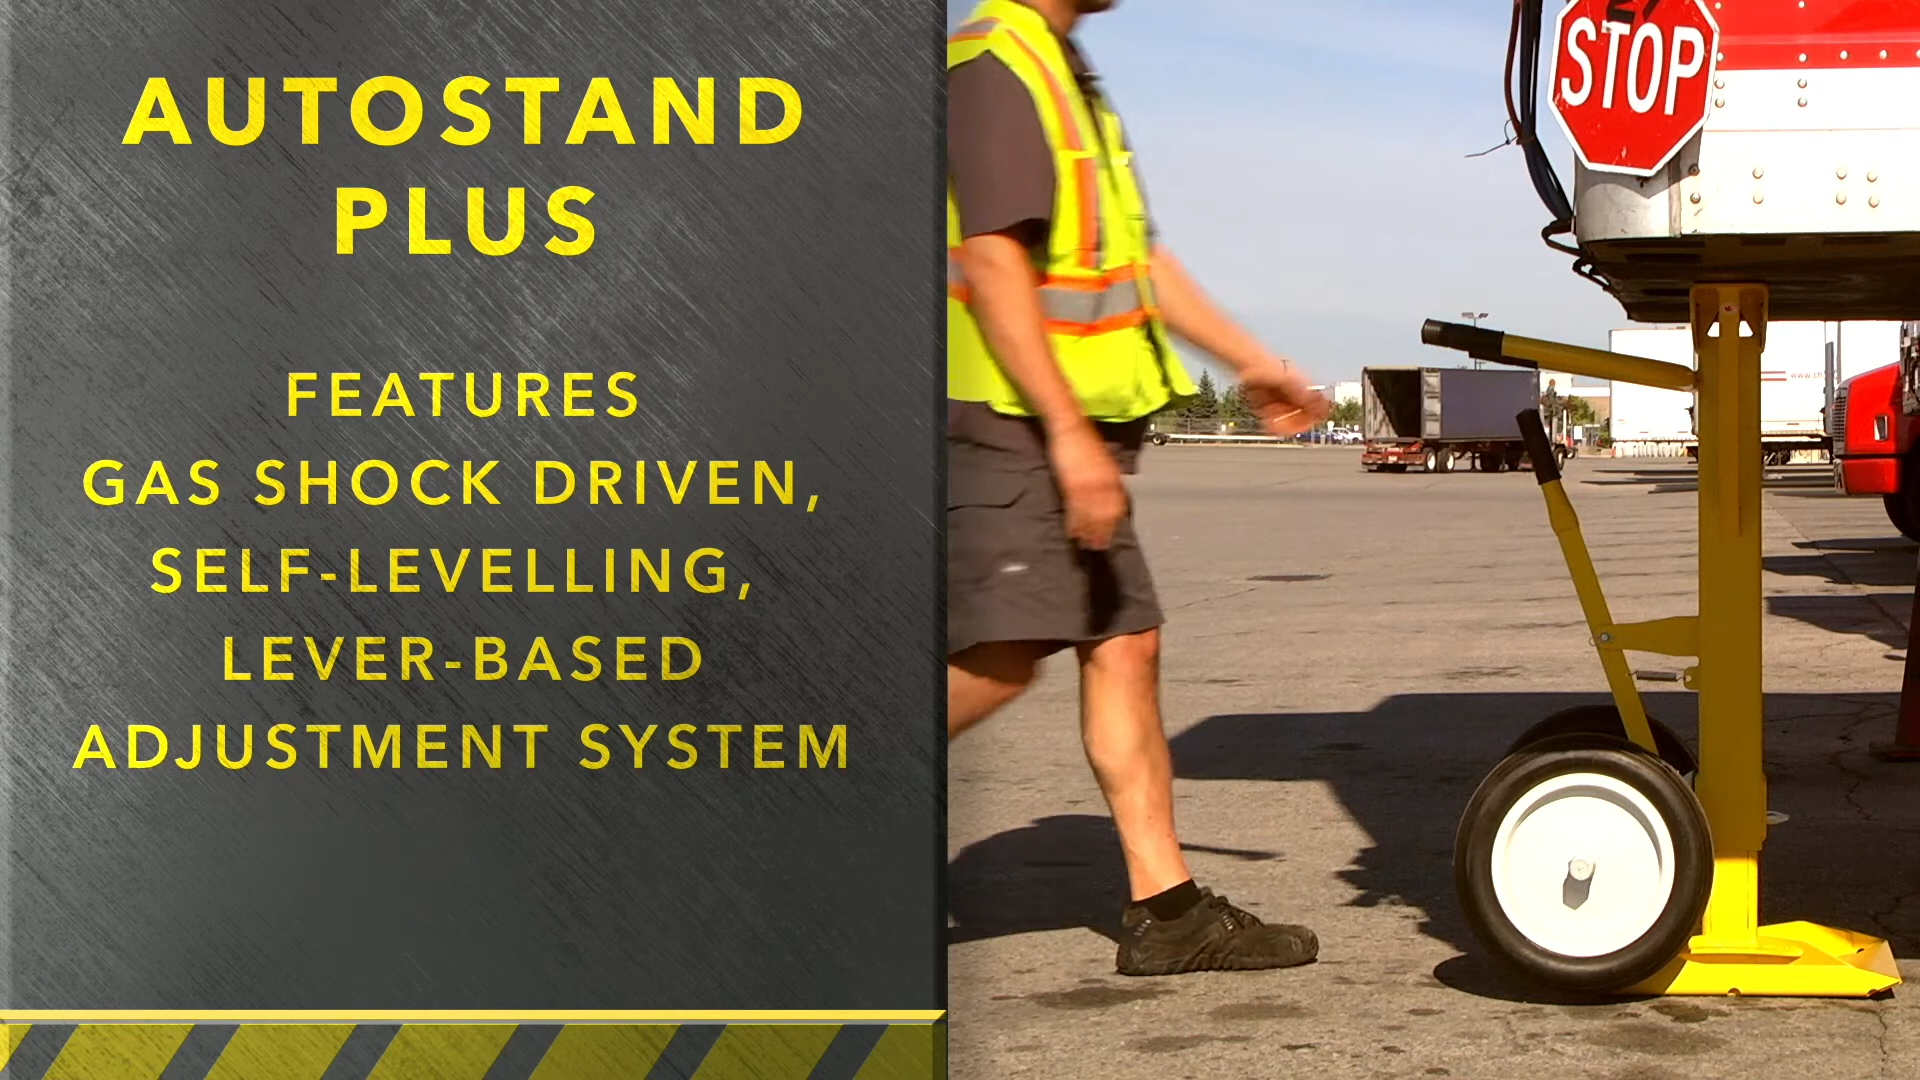 AUTOSTAND
PLUS
FEATURES
GAS SHOCK DRIVEN,
SELF-LEVELLING,
LEVER-BASED
ADJUSTMENT SYSTEM
STOP